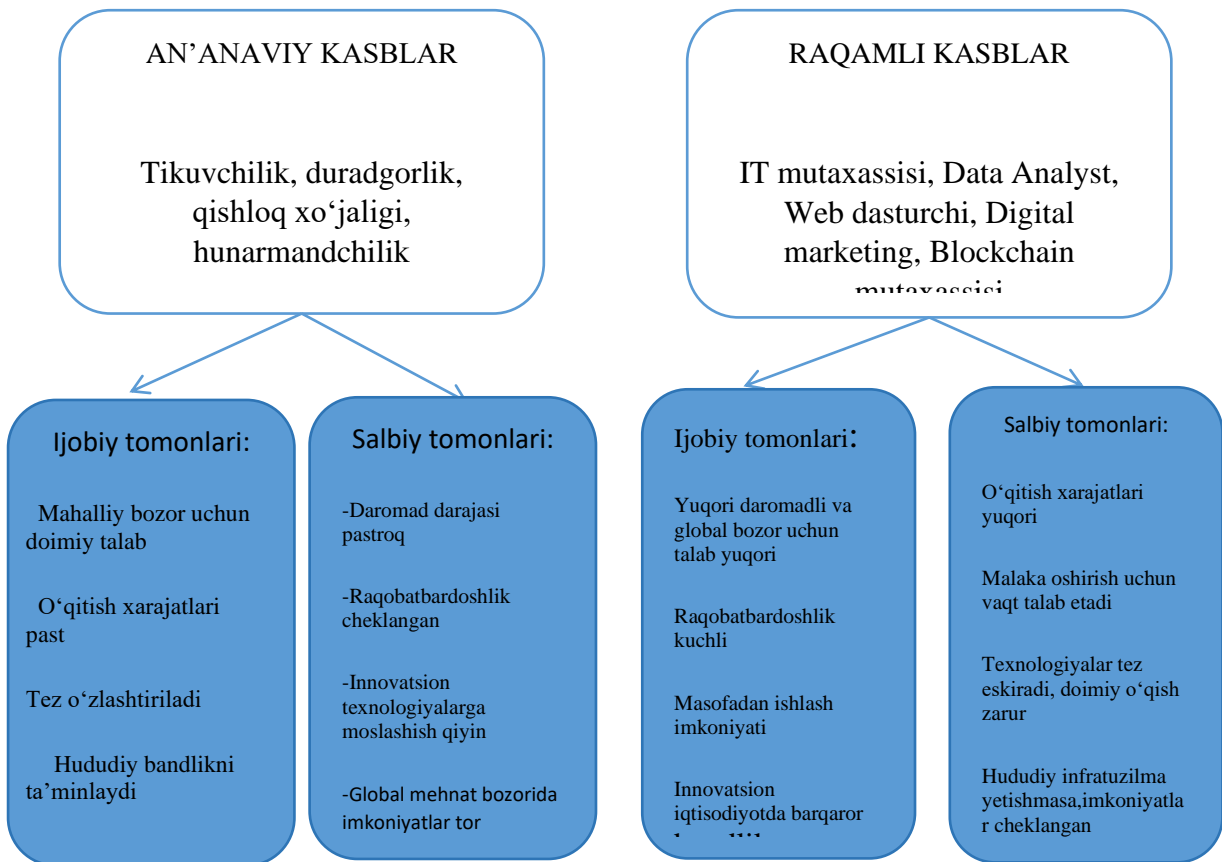 AN’ANAVIY KASBLAR
Tikuvchilik, duradgorlik,
qishloq xo‘jaligi,
hunarmandchilik
RAQAMLI KASBLAR
IT mutaxassisi, Data Analyst,
Web dasturchi, Digital
marketing, Blockchain
mutaxassisi
Ijobiy tomonlari:
Mahalliy bozor uchun
doimiy talab
O‘qitish xarajatlari
past
Tez o‘zlashtiriladi
Hududiy bandlikni
ta’minlaydi
Salbiy tomonlari:
-Daromad darajasi
pastroq
-Raqobatbardoshlik
cheklangan
-Innovatsion
texnologiyalarga
moslashish qiyin
-Global mehnat bozorida
imkoniyatlar tor
Ijobiy tomonlari:
Yuqori daromadli va
global bozor uchun
talab yuqori
Raqobatbardoshlik
kuchli
Masofadan ishlash
imkoniyati
Innovatsion
iqtisodiyotda barqaror
Salbiy tomonlari:
O‘qitish xarajatlari
yuqori
Malaka oshirish uchun
vaqt talab etadi
Texnologiyalar tez
eskiradi, doimiy o‘qish
zarur
Hududiy infratuzilma
yetishmasa,imkoniyatla
r cheklangan